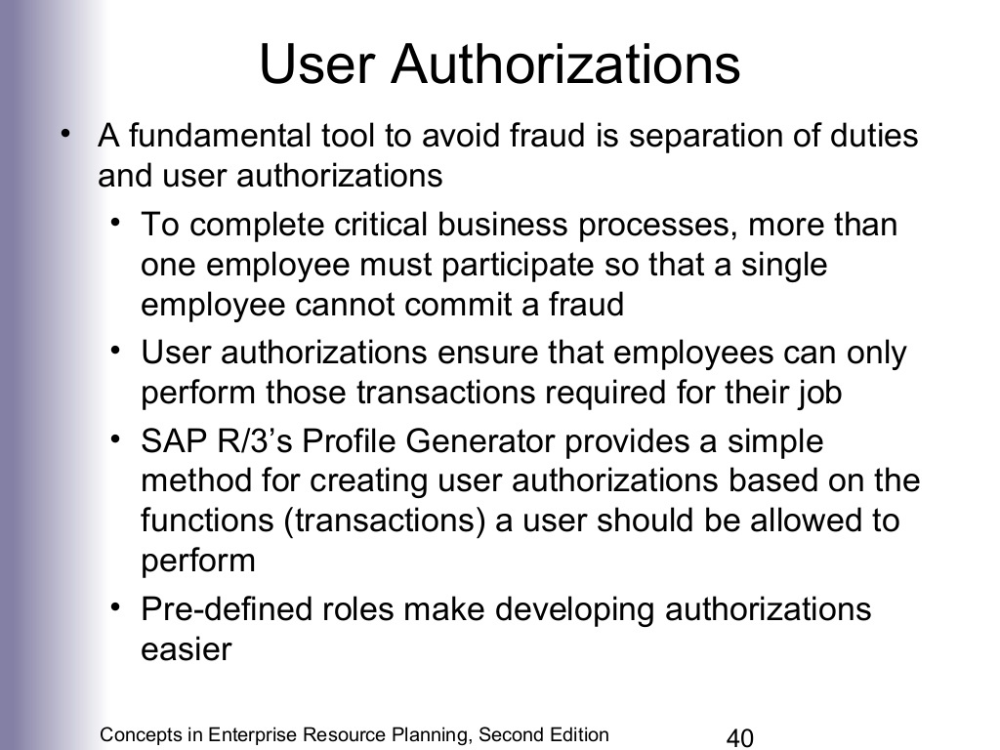 User Authorizations
• A fundamental tool to avoid fraud is separation of duties
and user authorizations
• To complete critical business processes, more than
one employee must participate so that a single
employee cannot commit a fraud
• User authorizations ensure that employees can only
perform those transactions required for their job
• SAP R/3’s Profile Generator provides a simple
method for creating user authorizations based on the
functions (transactions) a user should be allowed to
perform
• Pre-defined roles make developing authorizations
easier
Concepts in Enterprise Resource Planning, Second Edition
40